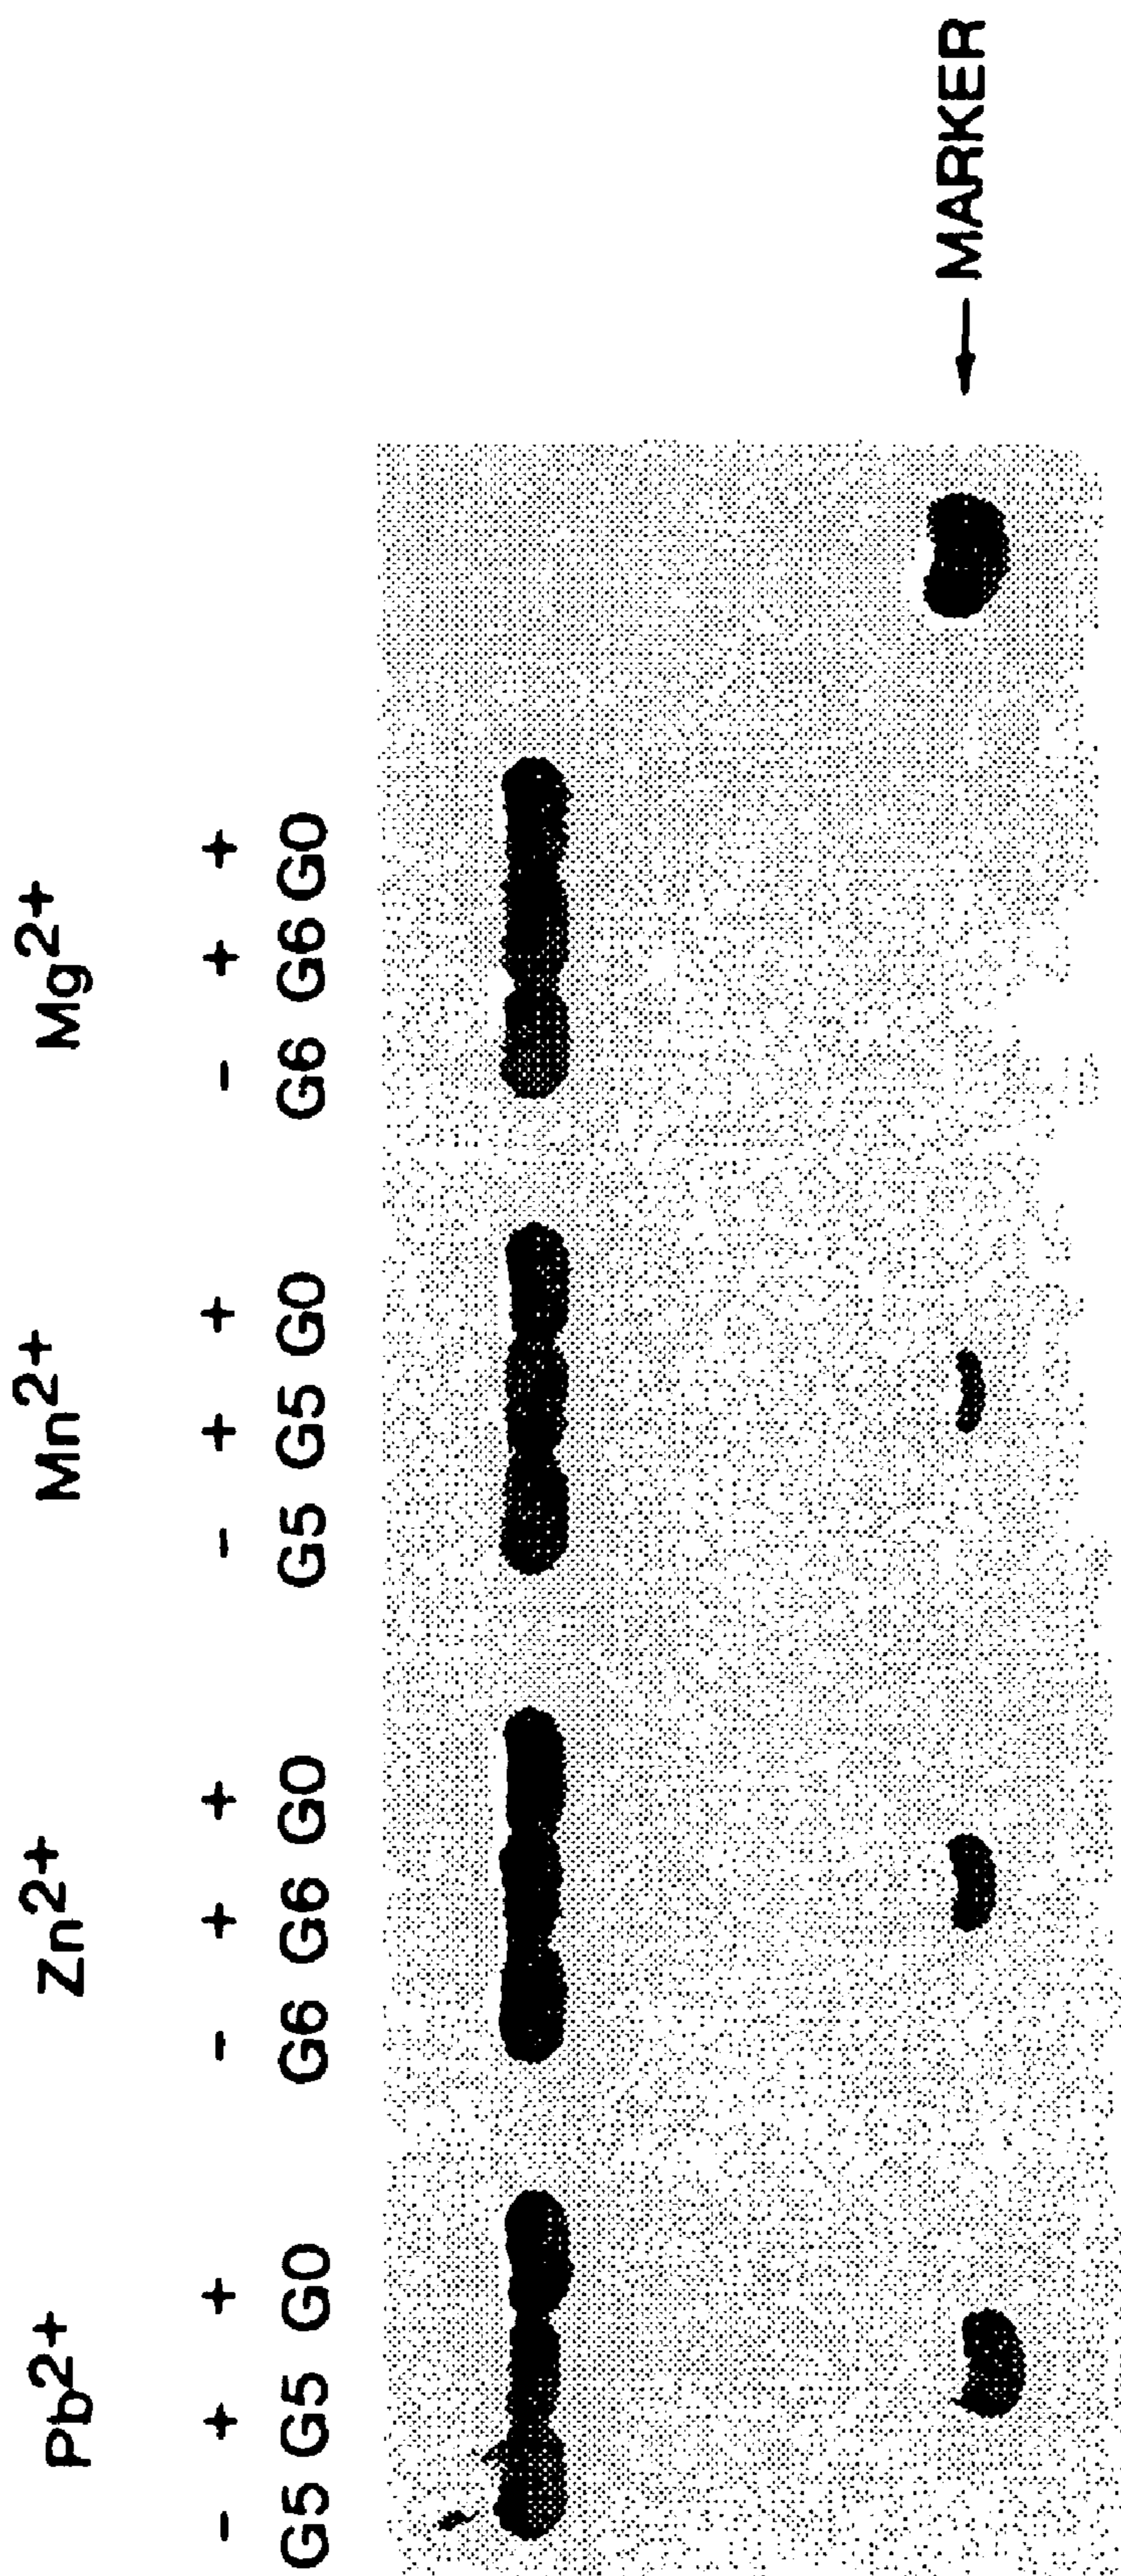 Pb2+ Zn2+ Mn2+ Mg2+
- + + - + + - + + - + +
G5 G5 G0 G6 G6 G0 G5 G5 G0 G6 G6 G0
← MARKER